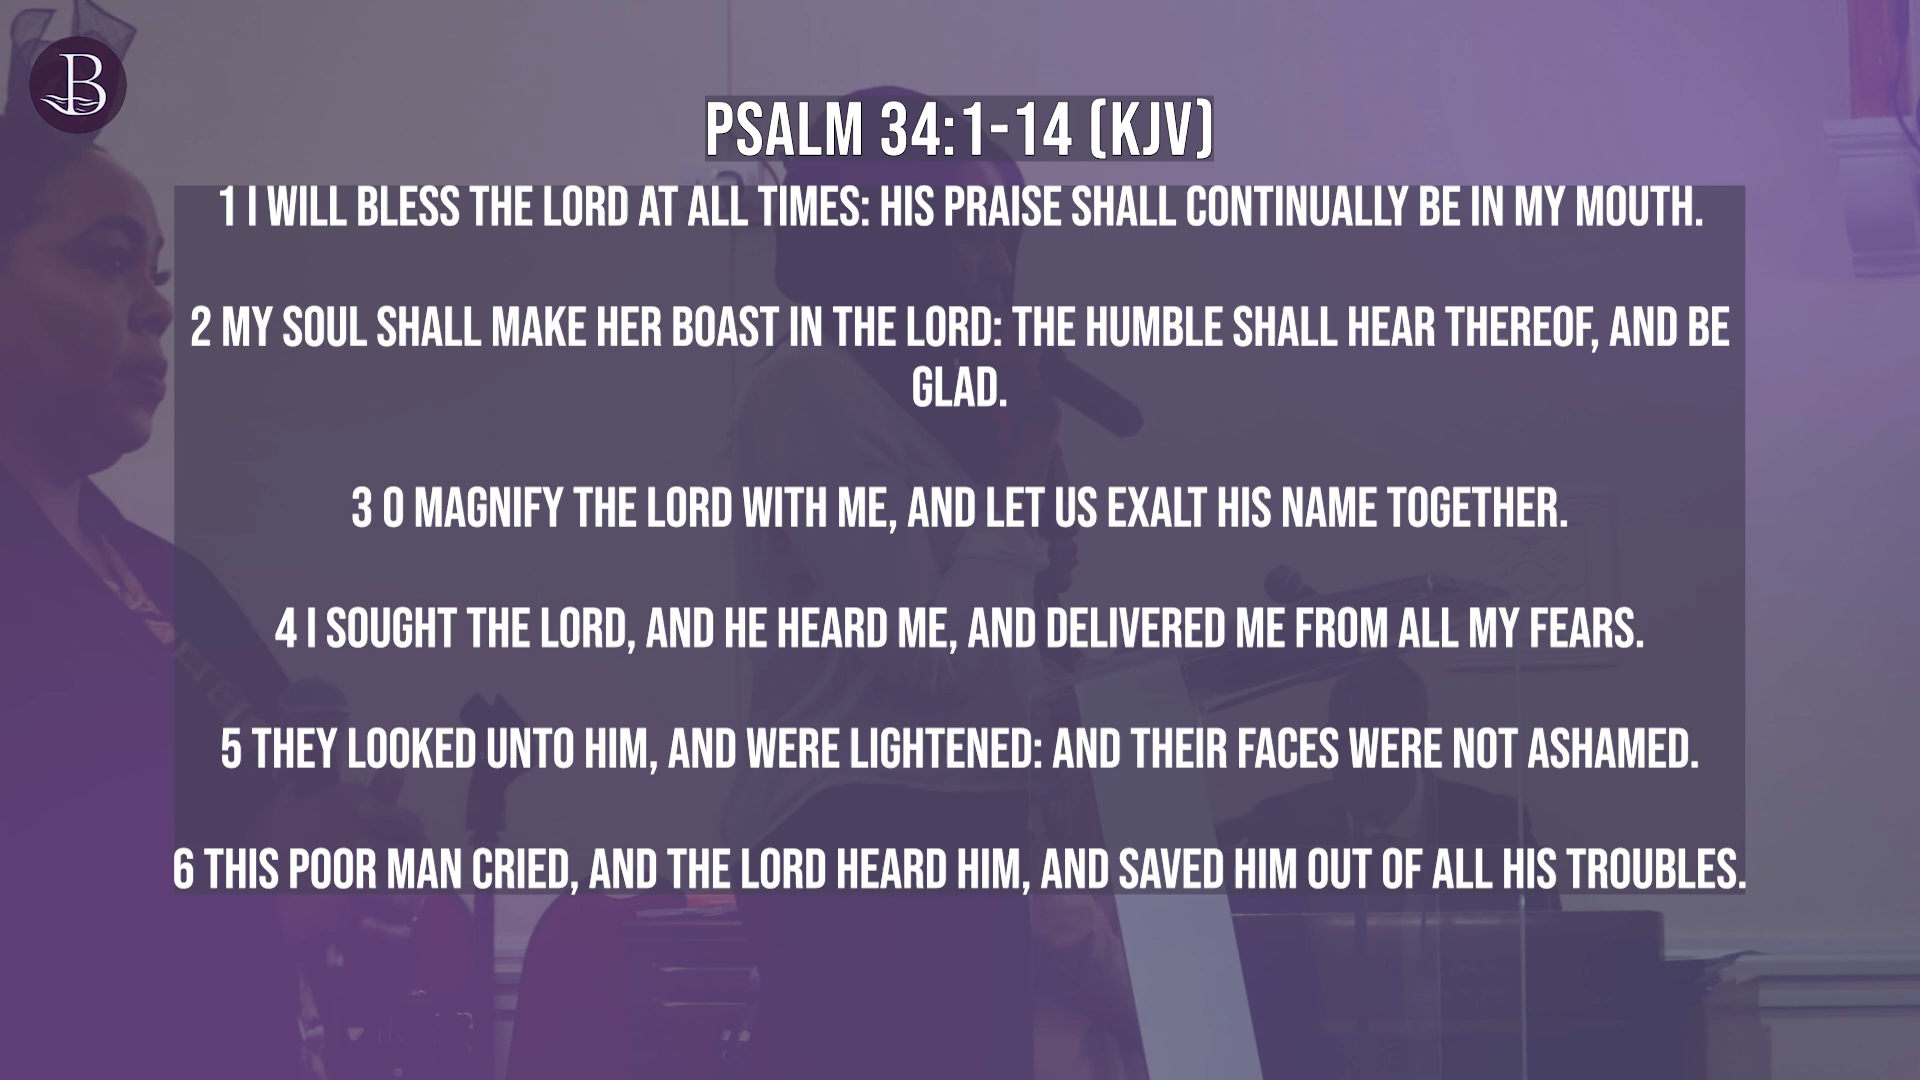 B
PSALM 34:1-14 (KJV)
1 I WILL BLESS THE LORD AT ALL TIMES: HIS PRAISE SHALL CONTINUALLY BE IN MY MOUTH.
2 MY SOUL SHALL MAKE HER BOAST IN THE LORD: THE HUMBLE SHALL HEAR THEREOF, AND BE
GLAD.
3 O MAGNIFY THE LORD WITH ME, AND LET US EXALT HIS NAME TOGETHER.
4 I SOUGHT THE LORD, AND HE HEARD ME, AND DELIVERED ME FROM ALL MY FEARS.
5 THEY LOOKED UNTO HIM, AND WERE LIGHTENED: AND THEIR FACES WERE NOT ASHAMED.
6 THIS POOR MAN CRIED, AND THE LORD HEARD HIM, AND SAVED HIM OUT OF ALL HIS TROUBLES.